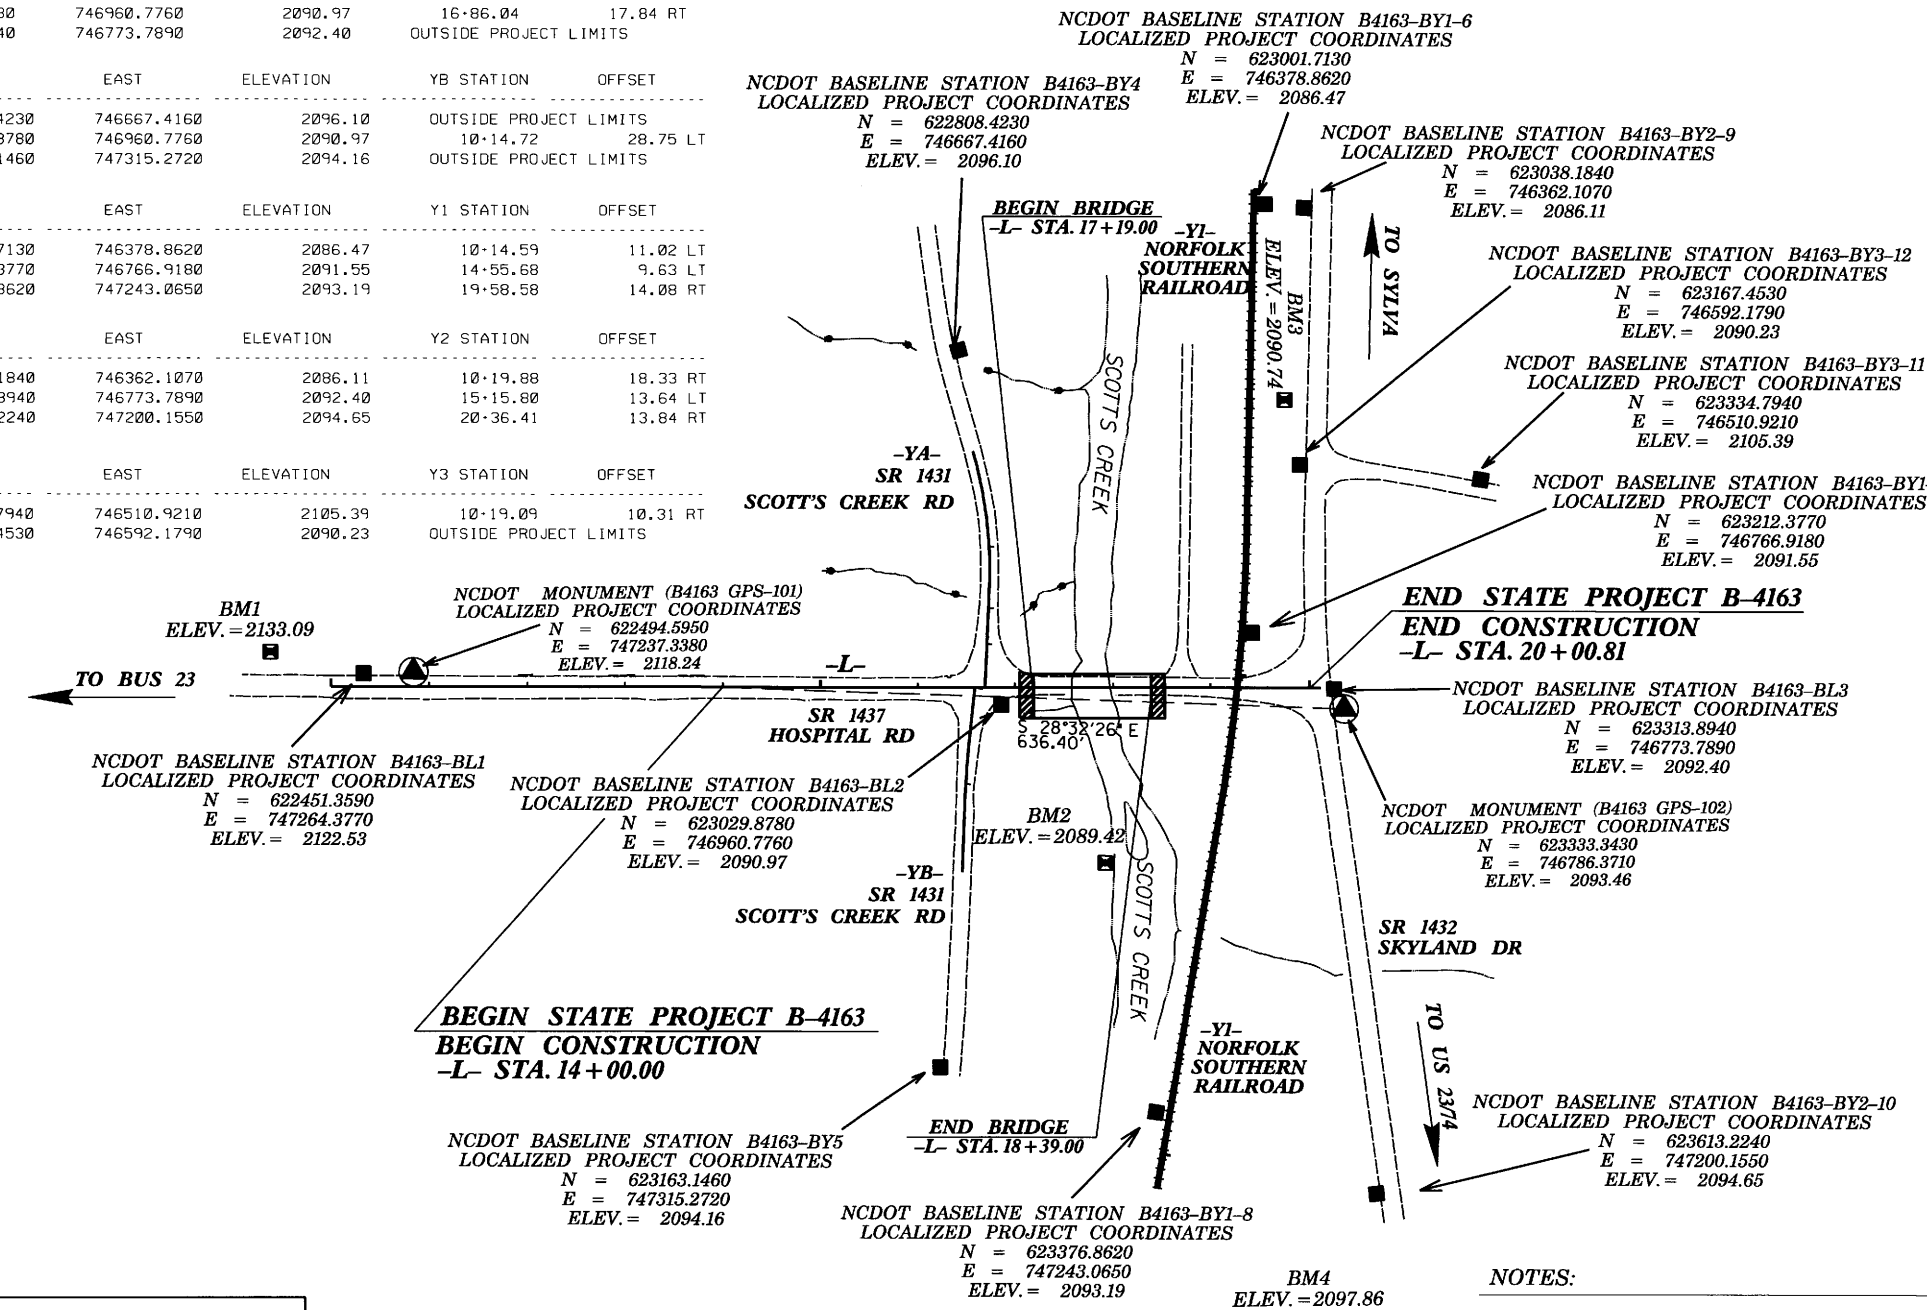 30 746960.7760 2090.97 16+86.04 17.84 RT
40 746773.7890 2092.40 OUTSIDE PROJECT LIMITS
EAST ELEVATION YB STATION OFFSET
4230 746667.4160 2096.10 OUTSIDE PROJECT LIMITS
8780 746960.7760 2090.97 10+14.72 28.75 LT
1460 747315.2720 2094.16 OUTSIDE PROJECT LIMITS
EAST ELEVATION Y1 STATION OFFSET
7130 746378.8620 2086.47 10+14.59 11.02 LT
3770 746766.9180 2091.55 14+55.68 9.63 LT
8620 747243.0650 2093.19 19+58.58 14.08 RT
EAST ELEVATION Y2 STATION OFFSET
1840 746362.1070 2086.11 10+19.88 18.33 RT
8940 746773.7890 2092.40 15+15.80 13.64 LT
2240 747200.1550 2094.65 20+36.41 13.84 RT
EAST ELEVATION Y3 STATION OFFSET
7940 746510.9210 2105.39 10+19.09 10.31 RT
4530 746592.1790 2090.23 OUTSIDE PROJECT LIMITS
NCDOT BASELINE STATION B4163-BY1-6
LOCALIZED PROJECT COORDINATES
N = 623001.7130
E = 746378.8620
ELEV. = 2086.47
NCDOT BASELINE STATION B4163-BY4
LOCALIZED PROJECT COORDINATES
N = 622808.4230
E = 746667.4160
ELEV. = 2096.10
NCDOT BASELINE STATION B4163-BY2-9
LOCALIZED PROJECT COORDINATES
N = 623038.1840
E = 746362.1070
ELEV. = 2086.11
BEGIN BRIDGE
-L- STA. 17+19.00
-Y1-
NORFOLK
SOUTHERN
RAILROAD
BM3
ELEV. = 2090.74
TO SYLVA
NCDOT BASELINE STATION B4163-BY3-12
LOCALIZED PROJECT COORDINATES
N = 623167.4530
E = 746592.1790
ELEV. = 2090.23
NCDOT BASELINE STATION B4163-BY3-11
LOCALIZED PROJECT COORDINATES
N = 623334.7940
E = 746510.9210
ELEV. = 2105.39
SCOTTS CREEK
-YA-
SR 1431
SCOTT'S CREEK RD
NCDOT BASELINE STATION B4163-BY1-
LOCALIZED PROJECT COORDINATES
N = 623212.3770
E = 746766.9180
ELEV. = 2091.55
BM1
ELEV. = 2133.09
NCDOT MONUMENT (B4163 GPS-101)
LOCALIZED PROJECT COORDINATES
N = 622494.5950
E = 747237.3380
ELEV. = 2118.24
END STATE PROJECT B-4163
END CONSTRUCTION
-L- STA. 20+00.81
TO BUS 23
-L-
SR 1437
HOSPITAL RD
S 28°32'26" E
636.40'
NCDOT BASELINE STATION B4163-BL3
LOCALIZED PROJECT COORDINATES
N = 623313.8940
E = 746773.7890
ELEV. = 2092.40
NCDOT BASELINE STATION B4163-BL1
LOCALIZED PROJECT COORDINATES
N = 622451.3590
E = 747264.3770
ELEV. = 2122.53
NCDOT BASELINE STATION B4163-BL2
LOCALIZED PROJECT COORDINATES
N = 623029.8780
E = 746960.7760
ELEV. = 2090.97
BM2
ELEV. = 2089.42
NCDOT MONUMENT (B4163 GPS-102)
LOCALIZED PROJECT COORDINATES
N = 623333.3430
E = 746786.3710
ELEV. = 2093.46
-YB-
SR 1431
SCOTT'S CREEK RD
SCOTTS CREEK
SR 1432
SKYLAND DR
BEGIN STATE PROJECT B-4163
BEGIN CONSTRUCTION
-L- STA. 14+00.00
-Y1-
NORFOLK
SOUTHERN
RAILROAD
TO US 23/74
END BRIDGE
-L- STA. 18+39.00
NCDOT BASELINE STATION B4163-BY2-10
LOCALIZED PROJECT COORDINATES
N = 623613.2240
E = 747200.1550
ELEV. = 2094.65
NCDOT BASELINE STATION B4163-BY5
LOCALIZED PROJECT COORDINATES
N = 623163.1460
E = 747315.2720
ELEV. = 2094.16
NCDOT BASELINE STATION B4163-BY1-8
LOCALIZED PROJECT COORDINATES
N = 623376.8620
E = 747243.0650
ELEV. = 2093.19
BM4
ELEV. = 2097.86
NOTES: